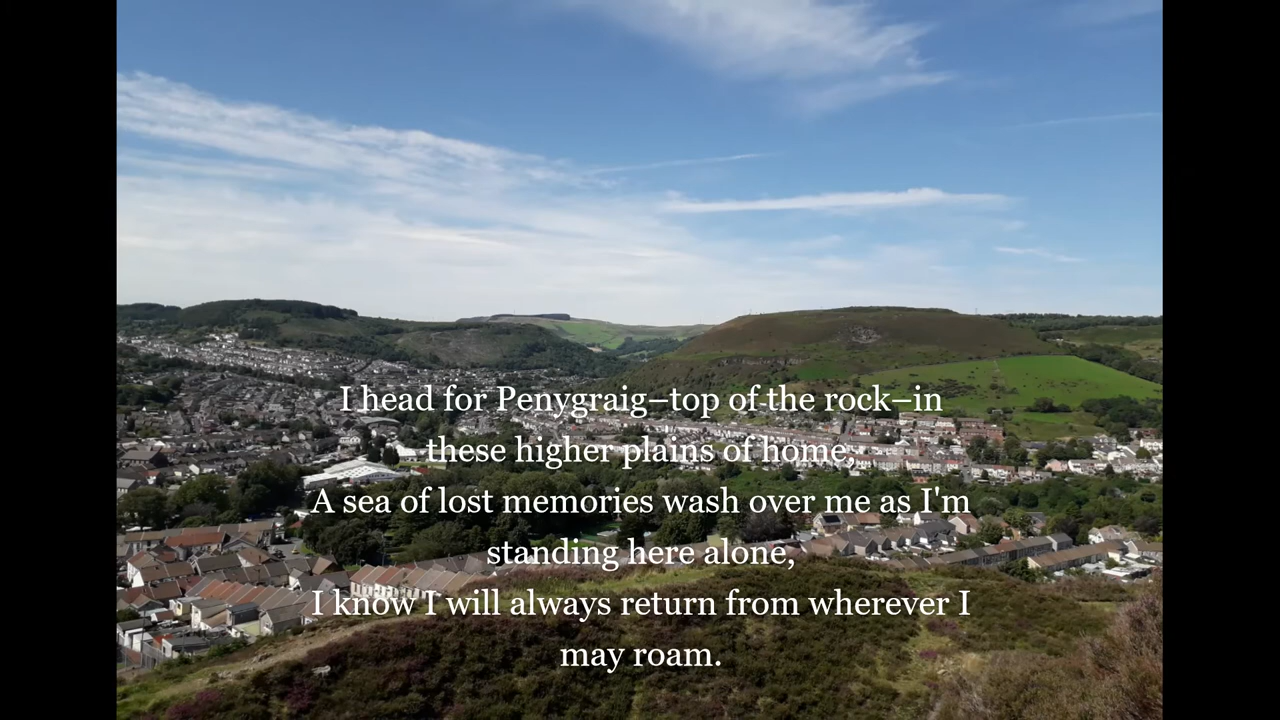 I head for Penygraig–top of the rock–in
these higher plains of home,
A sea of lost memories wash over me as I'm
standing here alone,
I know I will always return from wherever I
may roam.